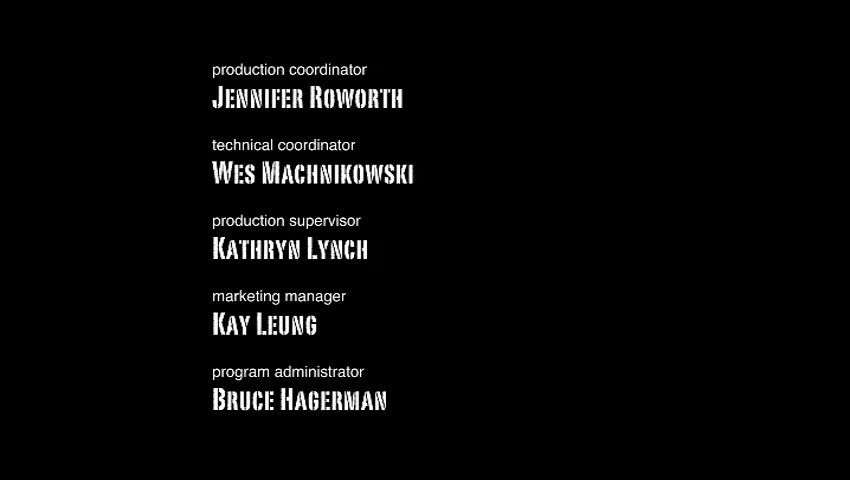 production coordinator
JENNIFER ROWORTH
technical coordinator
WES MACHNIKOWSKI
production supervisor
KATHRYN LYNCH
marketing manager
KAY LEUNG
program administrator
BRUCE HAGERMAN